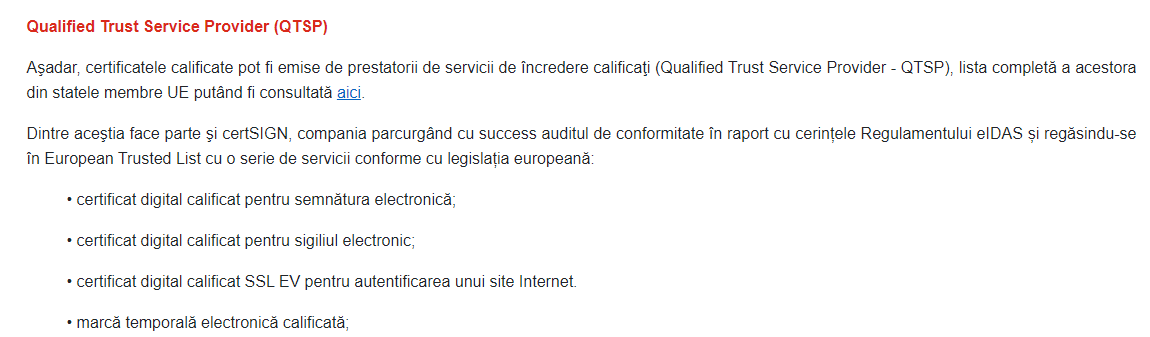 Qualified Trust Service Provider (QTSP)
Aşadar, certificatele calificate pot fi emise de prestatorii de servicii de încredere calificaţi (Qualified Trust Service Provider - QTSP), lista completă a acestora
din statele membre UE putând fi consultată aici.
Dintre aceştia face parte şi certSIGN, compania parcurgând cu success auditul de conformitate în raport cu cerințele Regulamentului eIDAS și regăsindu-se
în European Trusted List cu o serie de servicii conforme cu legislația europeană:
• certificat digital calificat pentru semnătura electronică;
• certificat digital calificat pentru sigiliul electronic;
• certificat digital calificat SSL EV pentru autentificarea unui site Internet.
• marcă temporală electronică calificată;